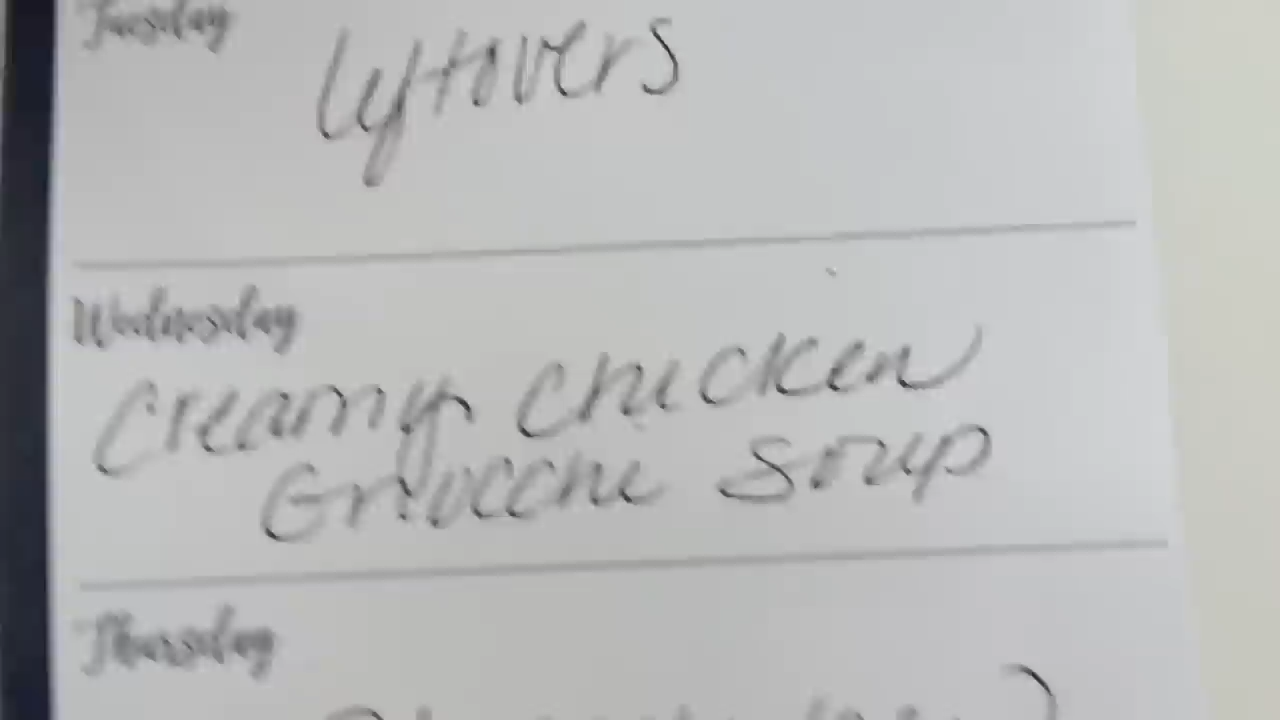 Tuesday
leftovers
Wednesday
Creamy Chicken
Gnocchi Soup
Thursday